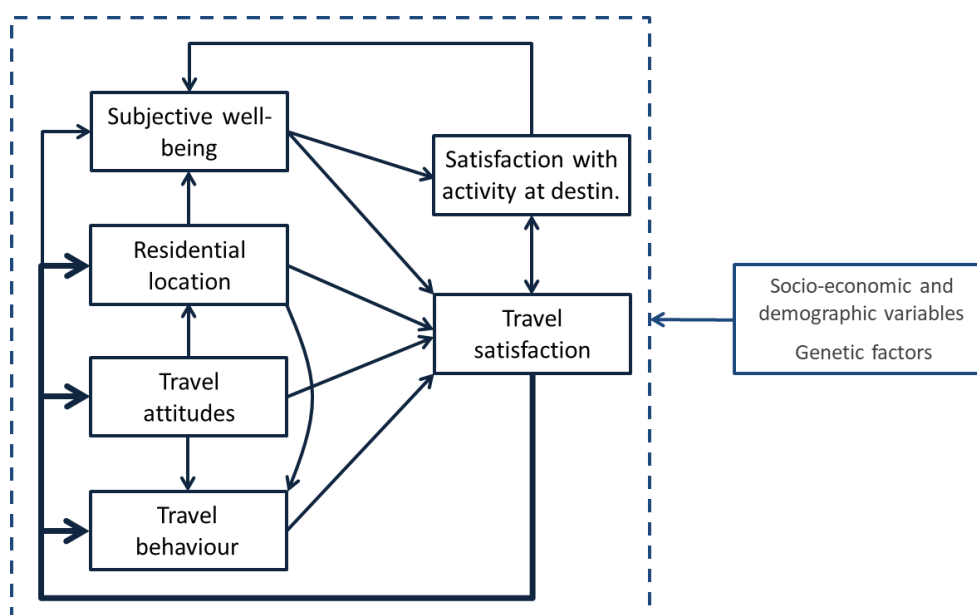 Subjective well-
being
Satisfaction with
activity at destin.
Residential
location
Travel
satisfaction
Socio-economic and
demographic variables
Genetic factors
Travel
attitudes
Travel
behaviour